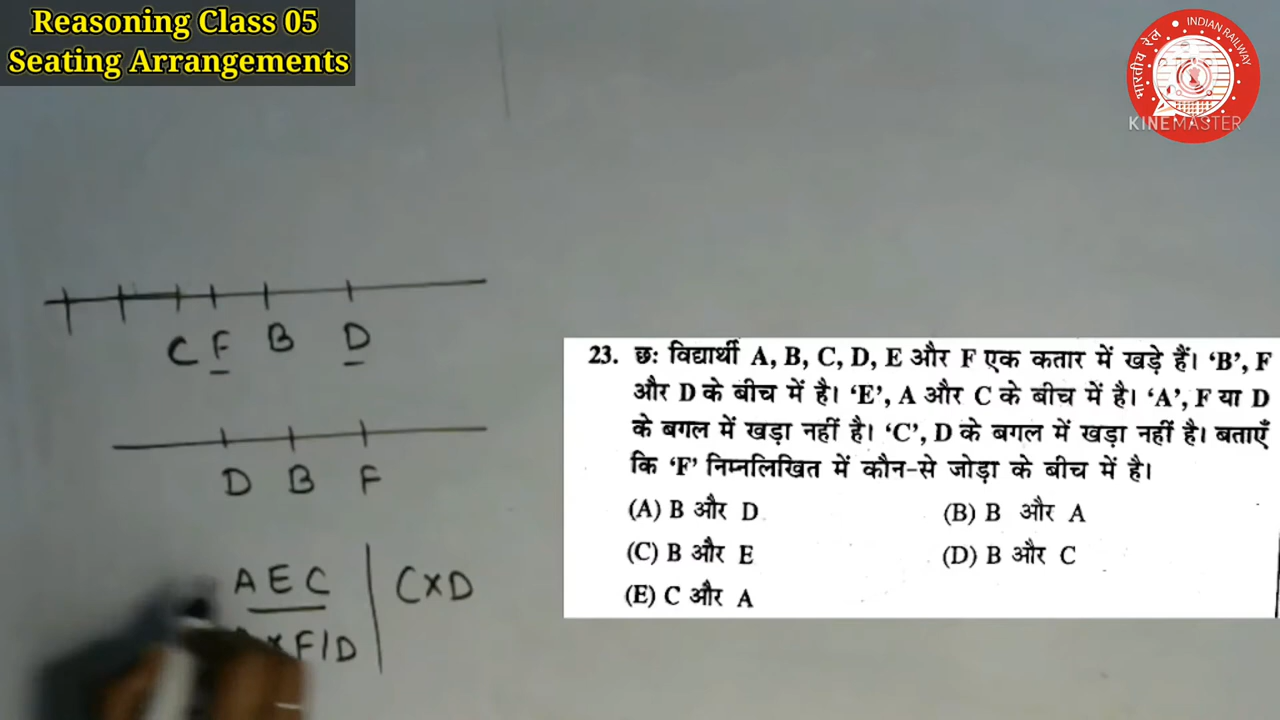 Reasoning Class 05
Seating Arrangements
भारतीय रेल
INDIAN RAILWAY
KINEMASTER
C F B D
D B F
A E C
C×D
F/D
23. छः विद्यार्थी A, B, C, D, E और F एक कतार में खड़े हैं। ‘B’, F
और D के बीच में है। ‘E’, A और C के बीच में है। ‘A’, F या D
के बगल में खड़ा नहीं है। ‘C’, D के बगल में खड़ा नहीं है। बताएँ
कि ‘F’ निम्नलिखित में कौन-से जोड़ा के बीच में है।
(A) B और D
(B) B और A
(C) B और E
(D) B और C
(E) C और A